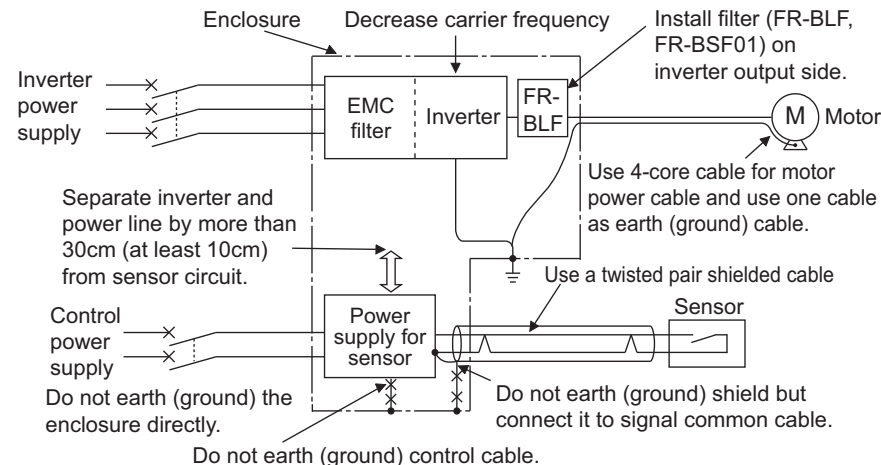 Enclosure
Decrease carrier frequency
Install filter (FR-BLF,
FR-BSF01) on
inverter output side.
Inverter
power
supply
EMC
filter
Inverter
FR-
BLF
M
Motor
Use 4-core cable for motor
power cable and use one cable
as earth (ground) cable.
Separate inverter and
power line by more than
30cm (at least 10cm)
from sensor circuit.
Use a twisted pair shielded cable
Control
power
supply
Power
supply for
sensor
Sensor
Do not earth (ground) the
enclosure directly.
Do not earth (ground) shield but
connect it to signal common cable.
Do not earth (ground) control cable.